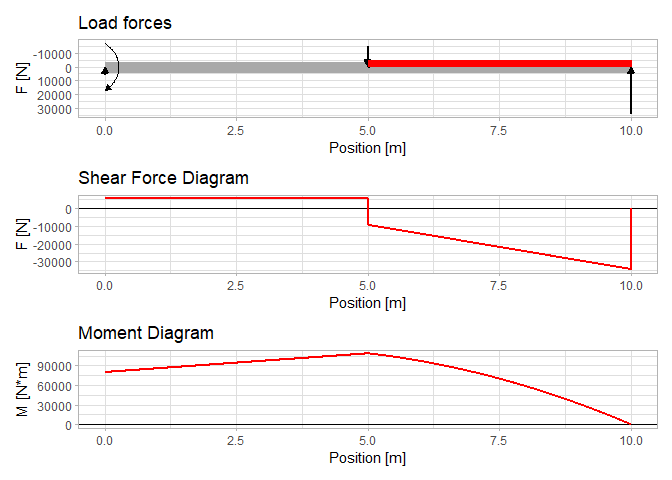 Load forces
F [N]
-10000
0
10000
20000
30000
0.0 2.5 5.0 7.5 10.0
Position [m]
Shear Force Diagram
F [N]
0
-10000
-20000
-30000
0.0 2.5 5.0 7.5 10.0
Position [m]
Moment Diagram
M [N*m]
90000
60000
30000
0
0.0 2.5 5.0 7.5 10.0
Position [m]